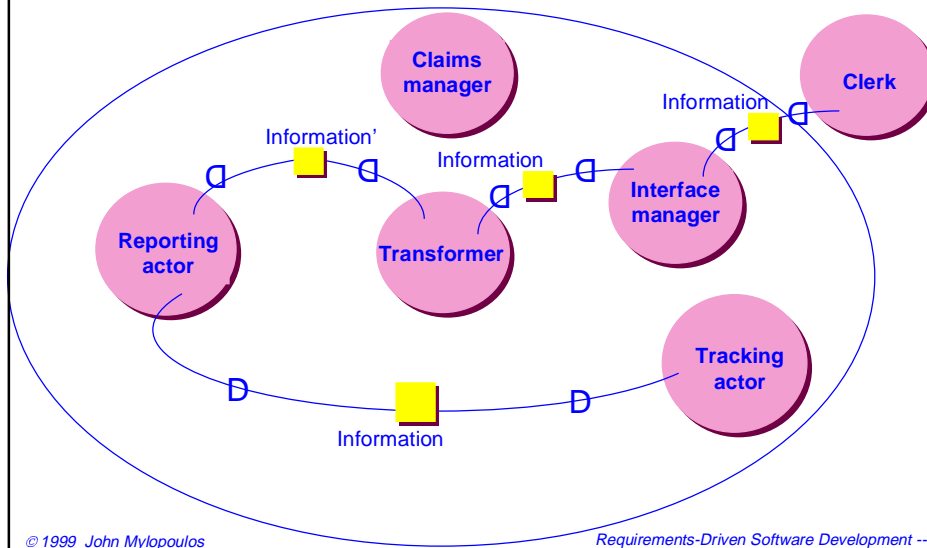 Claims
manager
Clerk
Information
Information’
Information
D
D
D
D
D
D
Interface
manager
Reporting
actor
Transformer
Tracking
actor
D
D
Information
© 1999 John Mylopoulos
Requirements-Driven Software Development --